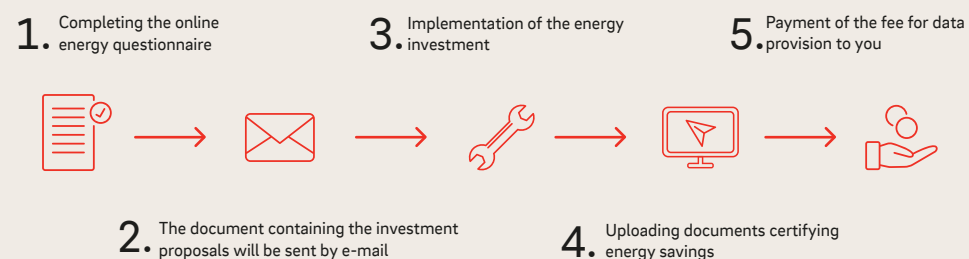 1. Completing the online
energy questionnaire
2. The document containing the investment
proposals will be sent by e-mail
3. Implementation of the energy
investment
4. Uploading documents certifying
energy savings
5. Payment of the fee for data
provision to you